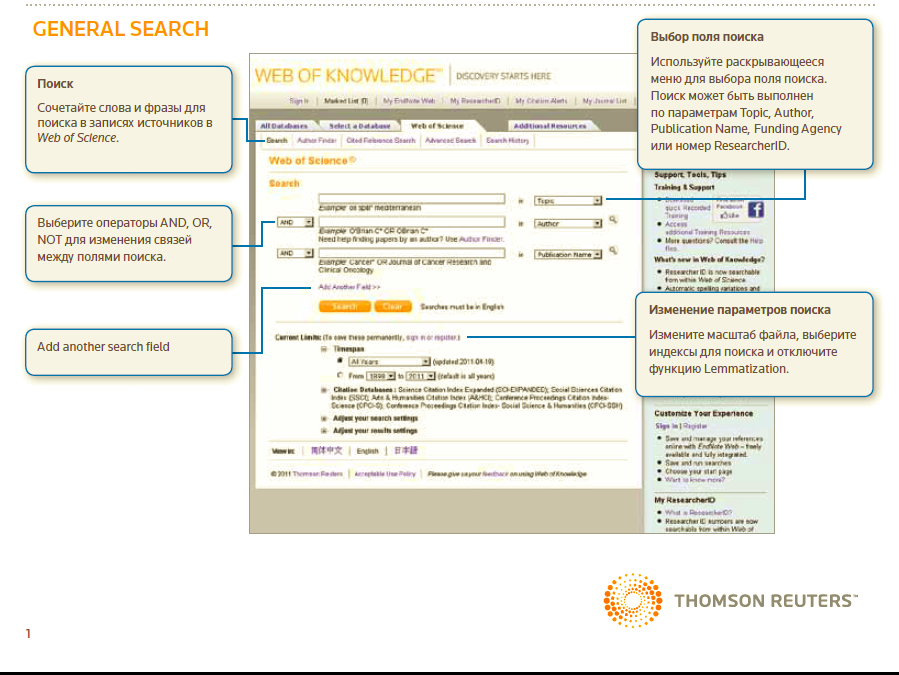 GENERAL SEARCH
Поиск
Сочетайте слова и фразы для
поиска в записях источников в
Web of Science.
Выберите операторы AND, OR,
NOT для изменения связей
между полями поиска.
Add another search field
WEB OF KNOWLEDGE™ DISCOVERY STARTS HERE
Sign In | Marked List (0) | My EndNote Web | My ResearcherID | My Citation Alerts | My Journal List
All Databases Select a Database Web of Science Additional Resources
Search Author Finder Cited Reference Search Advanced Search Search History
Web of Science®
Search
in Topic
Example: oil spill* mediterranean
AND in Author
Example: O'Brian C* OR OBrian C*
Need help finding papers by an author? Use Author Finder.
AND in Publication Name
Example: Cancer* OR Journal of Cancer Research and
Clinical Oncology
Add Another Field >>
Search Clear Searches must be in English
Current Limits: (To save these permanently, sign in or register.)
Timespan
All Years (updated 2011-04-19)
From 1898 to 2011 (default is all years)
Citation Databases: Science Citation Index Expanded (SCI-EXPANDED); Social Sciences Citation
Index (SSCI); Arts & Humanities Citation Index (A&HCI); Conference Proceedings Citation Index-
Science (CPCI-S); Conference Proceedings Citation Index- Social Science & Humanities (CPCI-SSH)
Adjust your search settings
Adjust your results settings
View in: 简体中文 | English | 日本語
© 2011 Thomson Reuters | Acceptable Use Policy | Please give us your feedback on using Web of Knowledge.
Выбор поля поиска
Используйте раскрывающееся
меню для выбора поля поиска.
Поиск может быть выполнен
по параметрам Topic, Author,
Publication Name, Funding Agency
или номер ResearcherID.
Support, Tools, Tips
Training & Support
Download
quick Recorded
Training
Facebook
Like
Access
additional Training Resources
More questions? Consult the Help
files.
What's new in Web of Knowledge?
Researcher ID is now searchable
from within Web of Science
Automatic spelling variations and
Изменение параметров поиска
Измените масштаб файла, выберите
индексы для поиска и отключите
функцию Lemmatization.
Customize Your Experience
Sign In | Register
Save and manage your references
online with EndNote Web – freely
available and fully integrated.
Save and run searches
Choose your start page
Want to know more?
My ResearcherID
What is ResearcherID?
Researcher ID numbers are now
searchable from within Web of
THOMSON REUTERS™
1